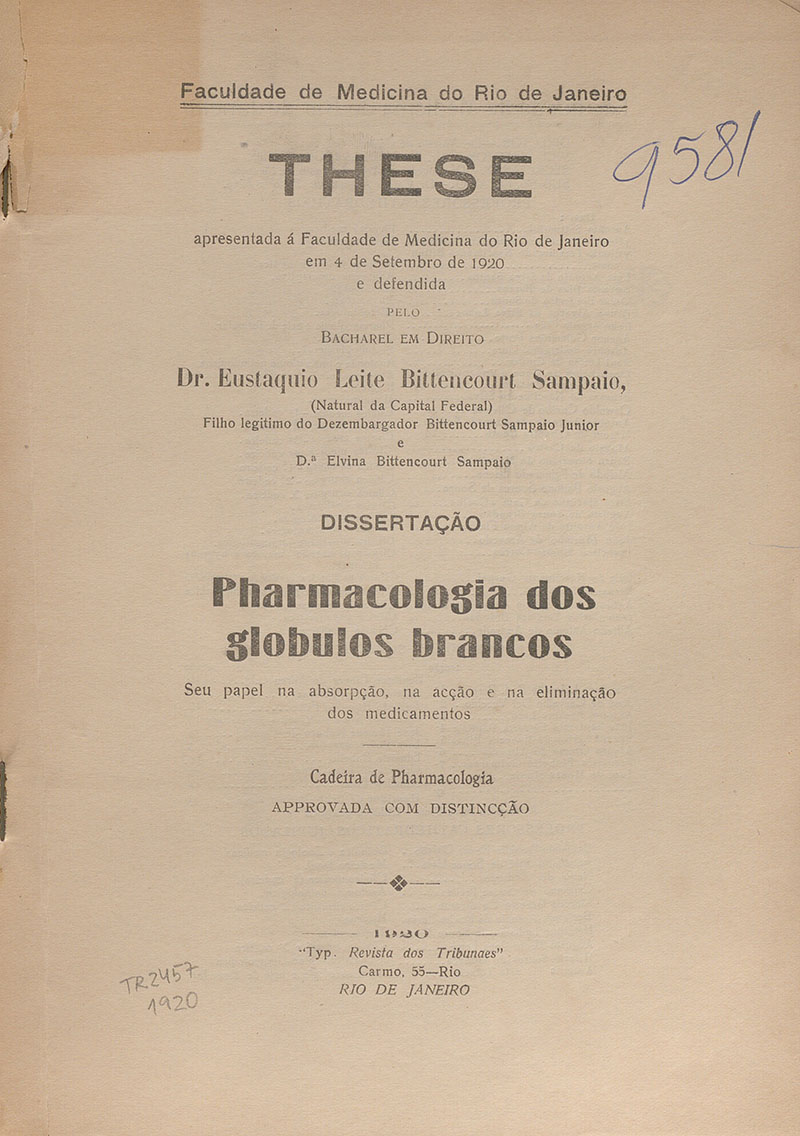 Faculdade de Medicina do Rio de Janeiro
THESE
9581
apresentada á Faculdade de Medicina do Rio de Janeiro
em 4 de Setembro de 1920
e defendida
PELO
BACHAREL EM DIREITO
Dr. Eustaquio Leite Bittencourt Sampaio,
(Natural da Capital Federal)
Filho legitimo do Dezembargador Bittencourt Sampaio Junior
e
D.ª Elvina Bittencourt Sampaio
DISSERTAÇÃO
Pharmacologia dos
globulos brancos
Seu papel na absorpção, na acção e na eliminação
dos medicamentos
Cadeira de Pharmacologia
APPROVADA COM DISTINCÇÃO
1920
"Typ. Revista dos Tribunaes"
Carmo, 55—Rio
RIO DE JANEIRO
TR2457
1920